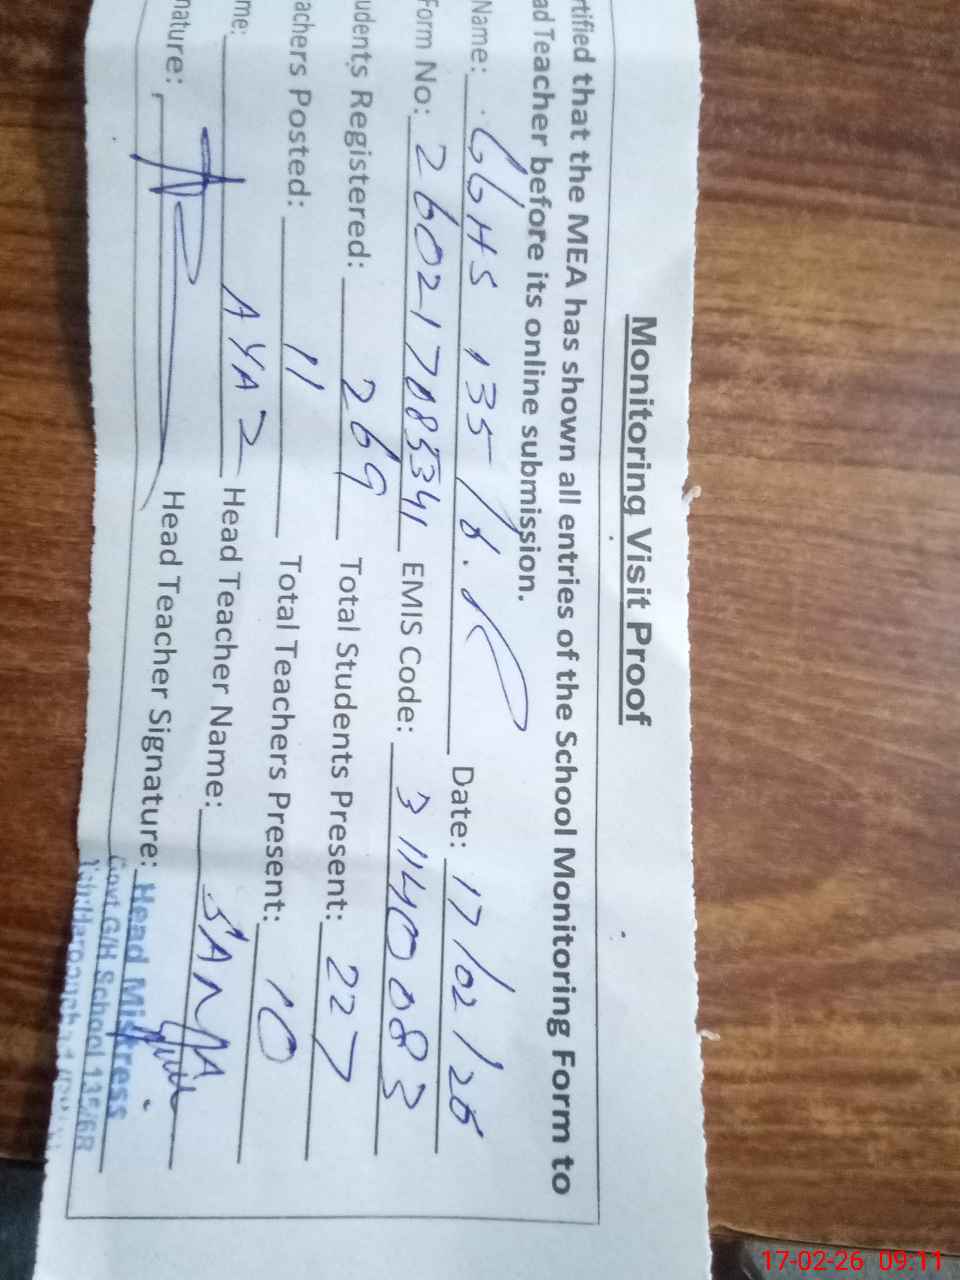 Monitoring Visit Proof
rtified that the MEA has shown all entries of the School Monitoring Form to
ad Teacher before its online submission.
Name: GGHS 135/6.R Date: 17/02/26
Form No: 260217085341 EMIS Code: 31140083
udents Registered: 269 Total Students Present: 227
achers Posted: 11 Total Teachers Present: 10
me: AYAZ Head Teacher Name: SANA
nature: Head Teacher Signature:
Head Mistress
Govt G/H School 135/6R
17-02-26 09:11